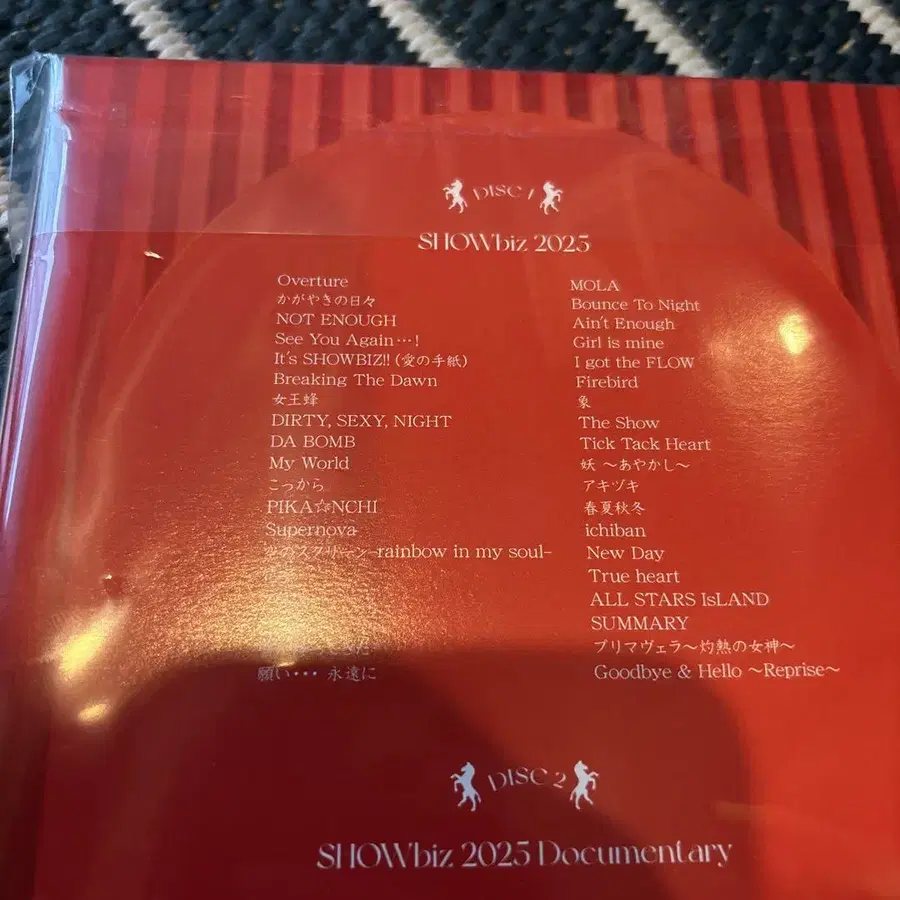 DISC 1
SHOWbiz 2025
Overture
かがやきの日々
NOT ENOUGH
See You Again…!
It's SHOWBIZ!! (愛の手紙)
Breaking The Dawn
女王蜂
DIRTY, SEXY, NIGHT
DA BOMB
My World
こっから
PIKA☆NCHI
Supernova
のスクリーン-rainbow in my soul-
願い… 永遠に
MOLA
Bounce To Night
Ain't Enough
Girl is mine
I got the FLOW
Firebird
象
The Show
Tick Tack Heart
妖 〜あやかし〜
アキヅキ
春夏秋冬
ichiban
New Day
True heart
ALL STARS IsLAND
SUMMARY
プリマヴェラ〜灼熱の女神〜
Goodbye & Hello 〜Reprise〜
DISC 2
SHOWbiz 2025 Documentary